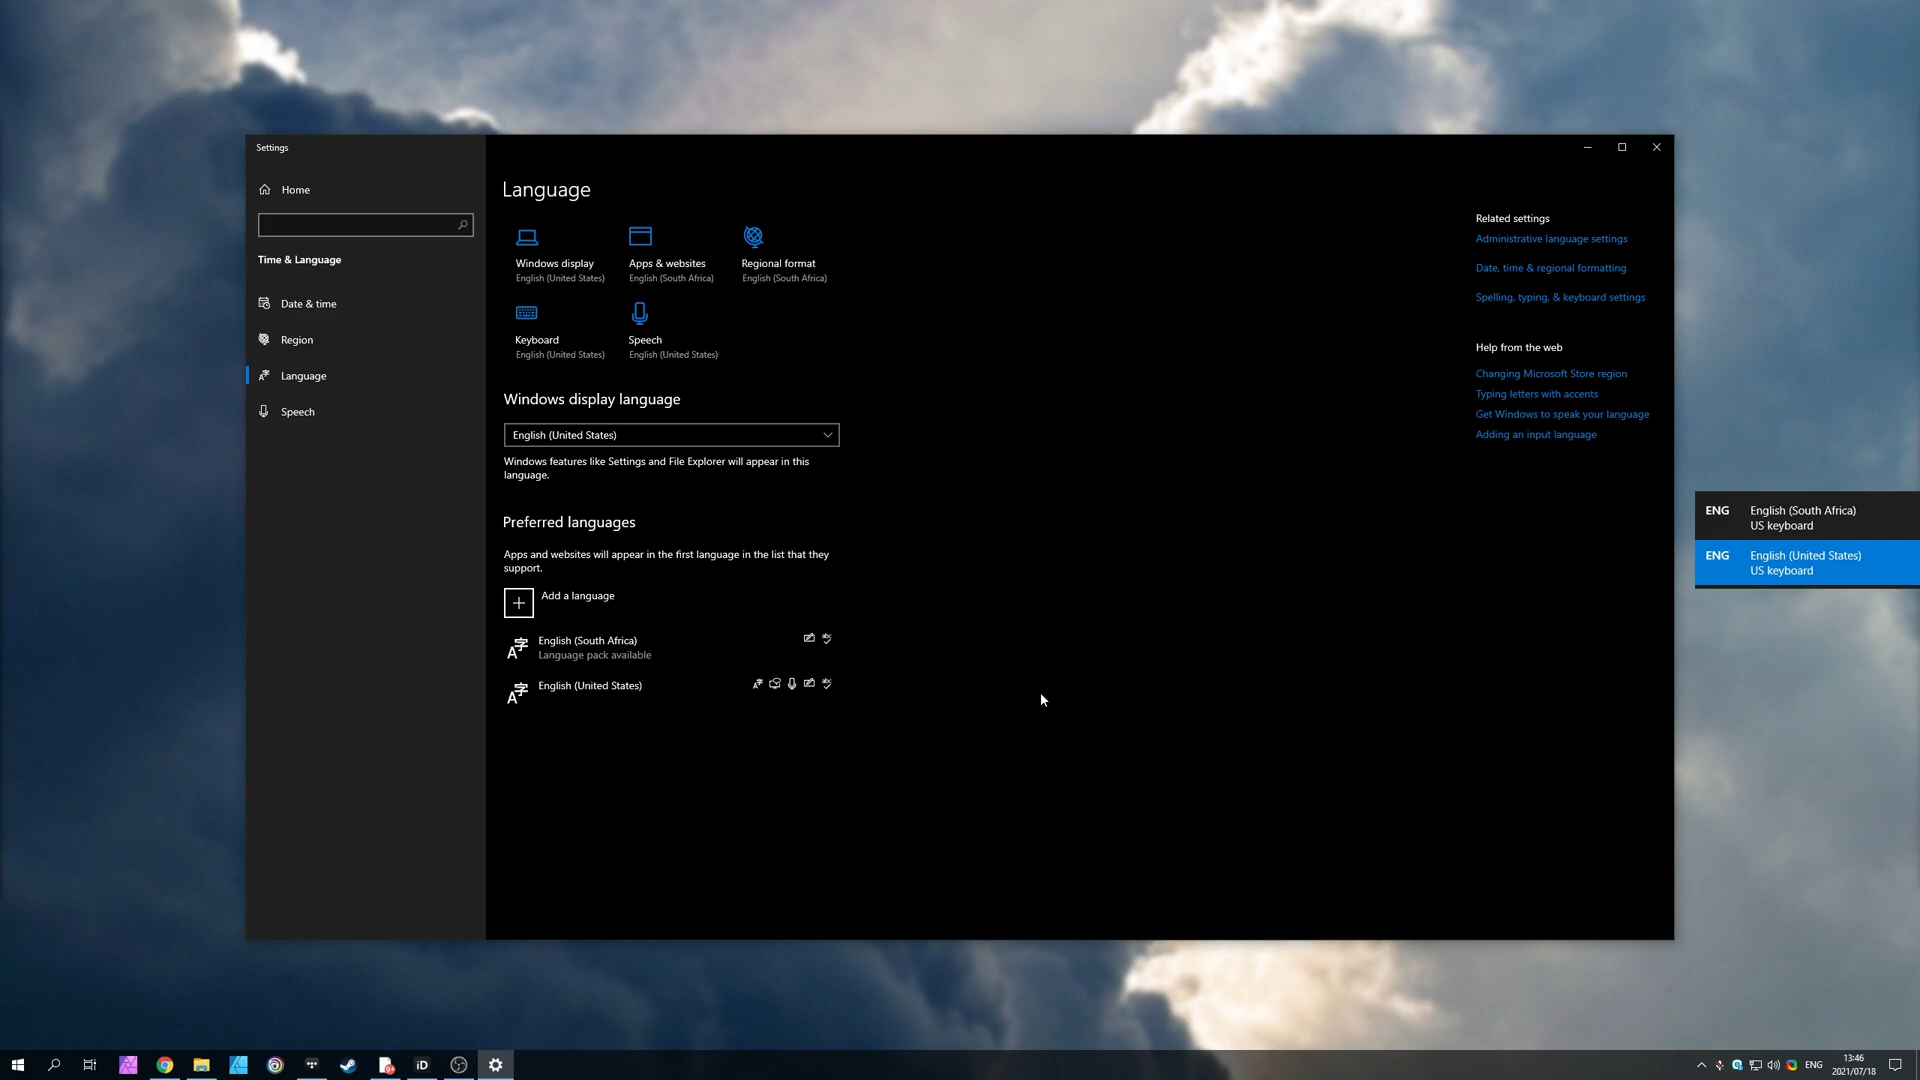 Settings
Home
Time & Language
Date & time
Region
Language
Speech
Language
Windows display
English (United States)
Apps & websites
English (South Africa)
Regional format
English (South Africa)
Keyboard
English (United States)
Speech
English (United States)
Windows display language
English (United States)
Windows features like Settings and File Explorer will appear in this
language.
Preferred languages
Apps and websites will appear in the first language in the list that they
support.
Add a language
English (South Africa)
Language pack available
English (United States)
Related settings
Administrative language settings
Date, time & regional formatting
Spelling, typing, & keyboard settings
Help from the web
Changing Microsoft Store region
Typing letters with accents
Get Windows to speak your language
Adding an input language
ENG English (South Africa)
US keyboard
ENG English (United States)
US keyboard
iD
ENG
13:46
2021/07/18